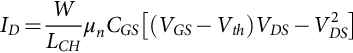 I_D = \frac{W}{L_{CH}} \mu_n C_{GS} [(V_{GS} - V_{th}) V_{DS} - V_{DS}^2]